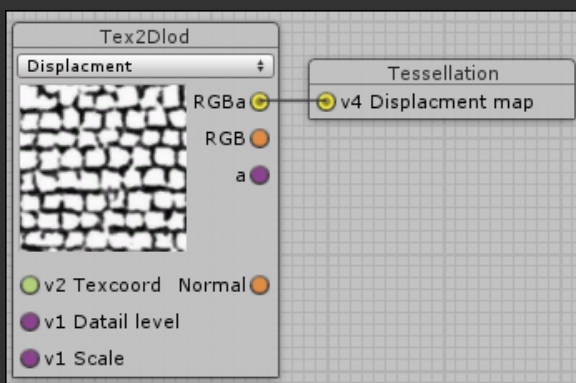 Tex2Dlod
Displacment
RGBa
RGB
a
v2 Texcoord Normal
v1 Datail level
v1 Scale
Tessellation
v4 Displacment map